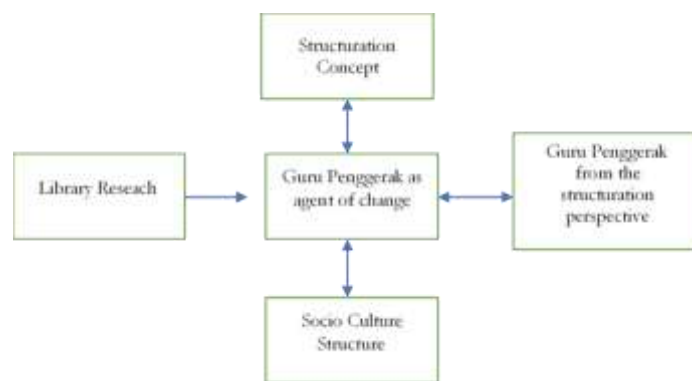 Structuration
Concept
Library Reseach
Guru Penggerak as
agent of change
Guru Penggerak
from the
structuration
perspective
Socio Culture
Structure